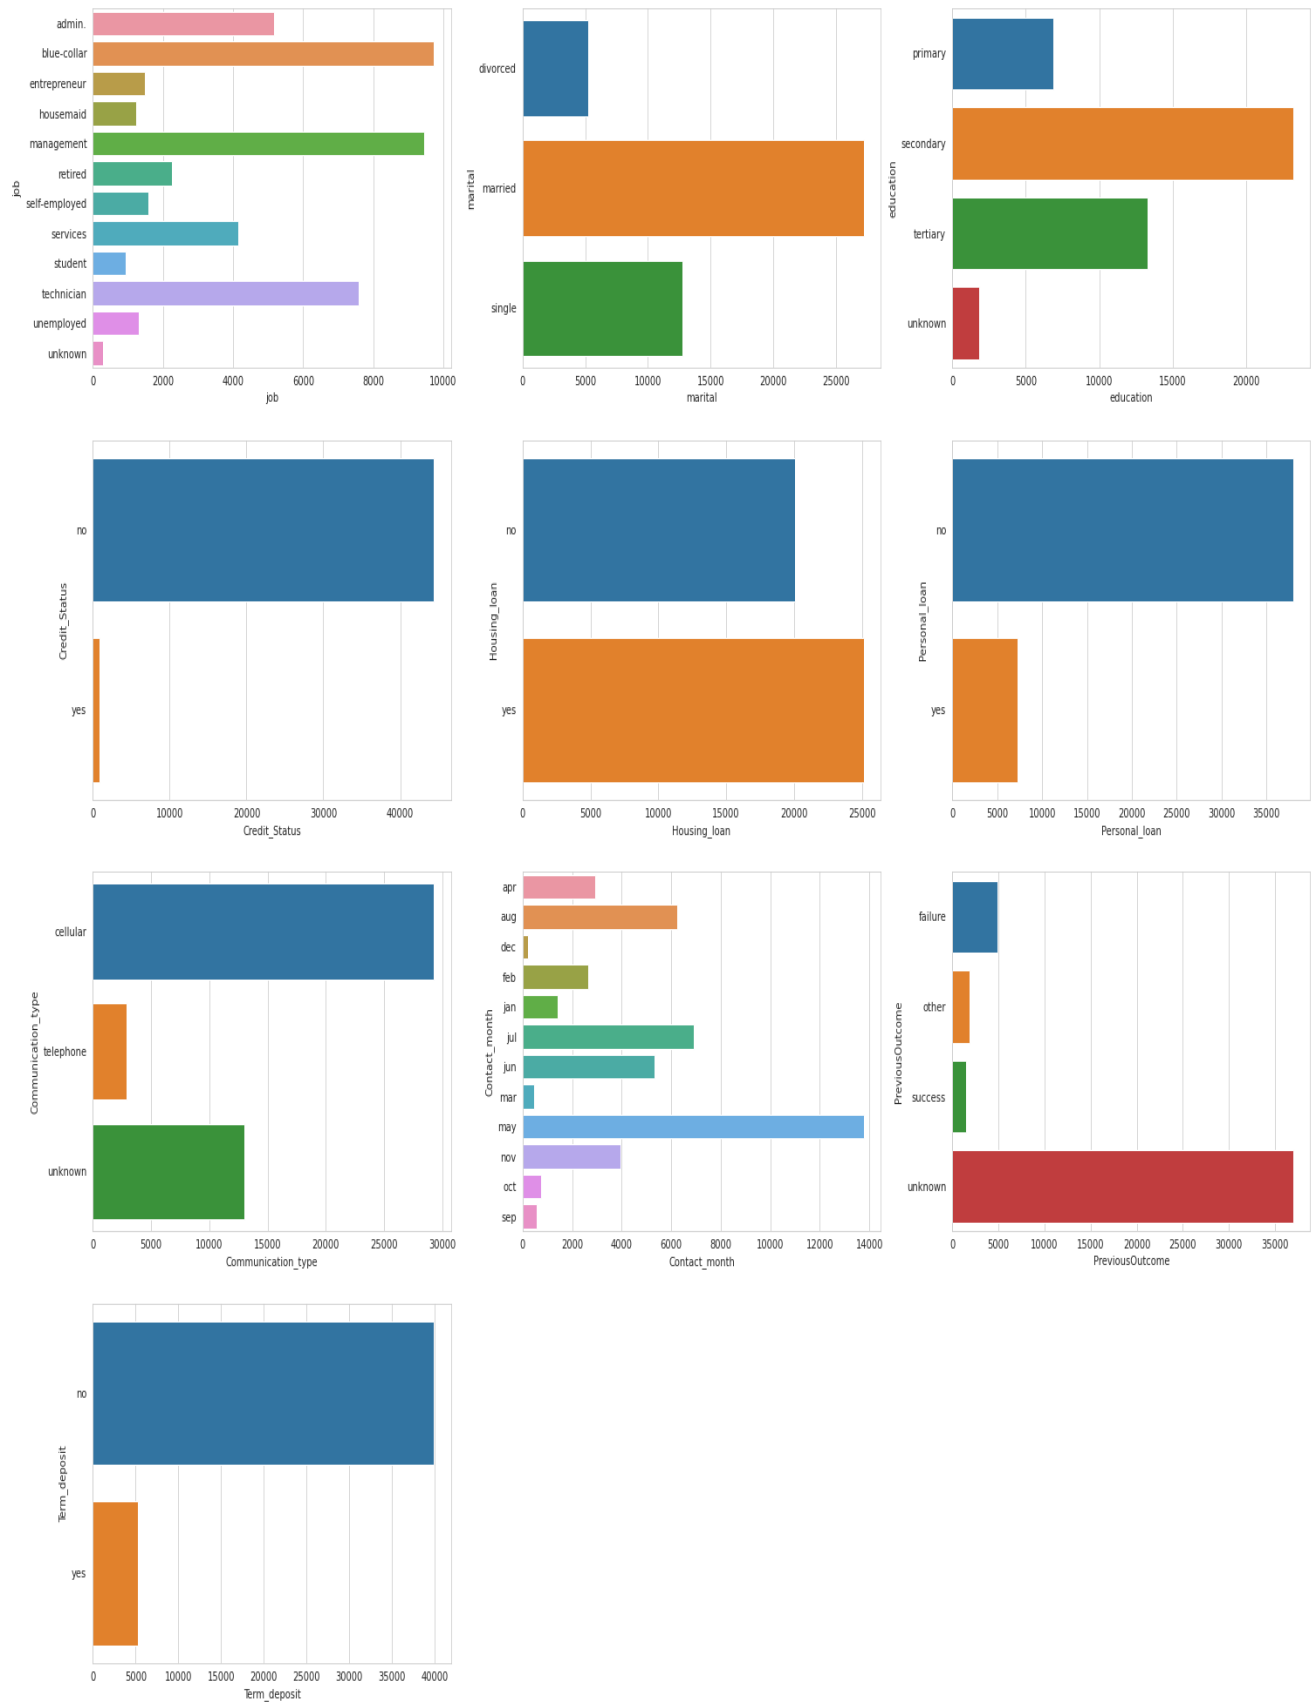 admin.
blue-collar
entrepreneur
housemaid
management
retired
self-employed
services
student
technician
unemployed
unknown
job
0 2000 4000 6000 8000 10000
job
divorced
married
single
marital
0 5000 10000 15000 20000 25000
marital
primary
secondary
tertiary
unknown
education
0 5000 10000 15000 20000
education
no
yes
Credit_Status
0 10000 20000 30000 40000
Credit_Status
no
yes
Housing_loan
0 5000 10000 15000 20000 25000
Housing_loan
no
yes
Personal_loan
0 5000 10000 15000 20000 25000 30000 35000
Personal_loan
cellular
telephone
unknown
Communication_type
0 5000 10000 15000 20000 25000 30000
Communication_type
apr
aug
dec
feb
jan
jul
jun
mar
may
nov
oct
sep
Contact_month
0 2000 4000 6000 8000 10000 12000 14000
Contact_month
failure
other
success
unknown
PreviousOutcome
0 5000 10000 15000 20000 25000 30000 35000
PreviousOutcome
no
yes
Term_deposit
0 5000 10000 15000 20000 25000 30000 35000 40000
Term_deposit